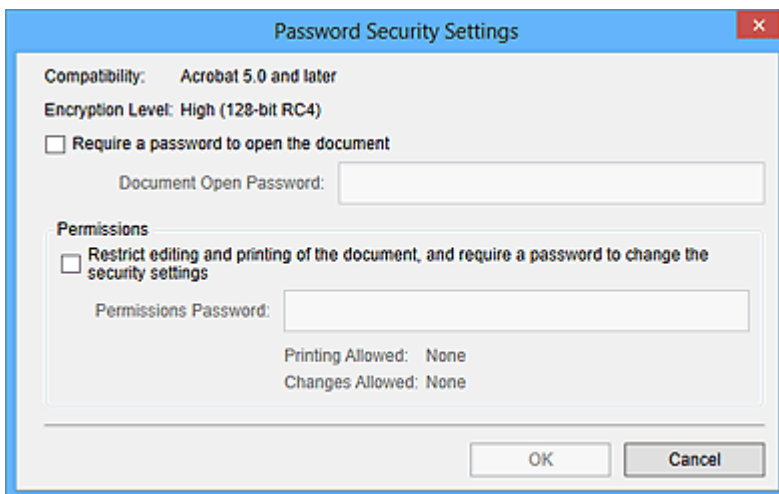 Password Security Settings
Compatibility: Acrobat 5.0 and later
Encryption Level: High (128-bit RC4)
Require a password to open the document
Document Open Password:
Permissions
Restrict editing and printing of the document, and require a password to change the
security settings
Permissions Password:
Printing Allowed: None
Changes Allowed: None
OK Cancel